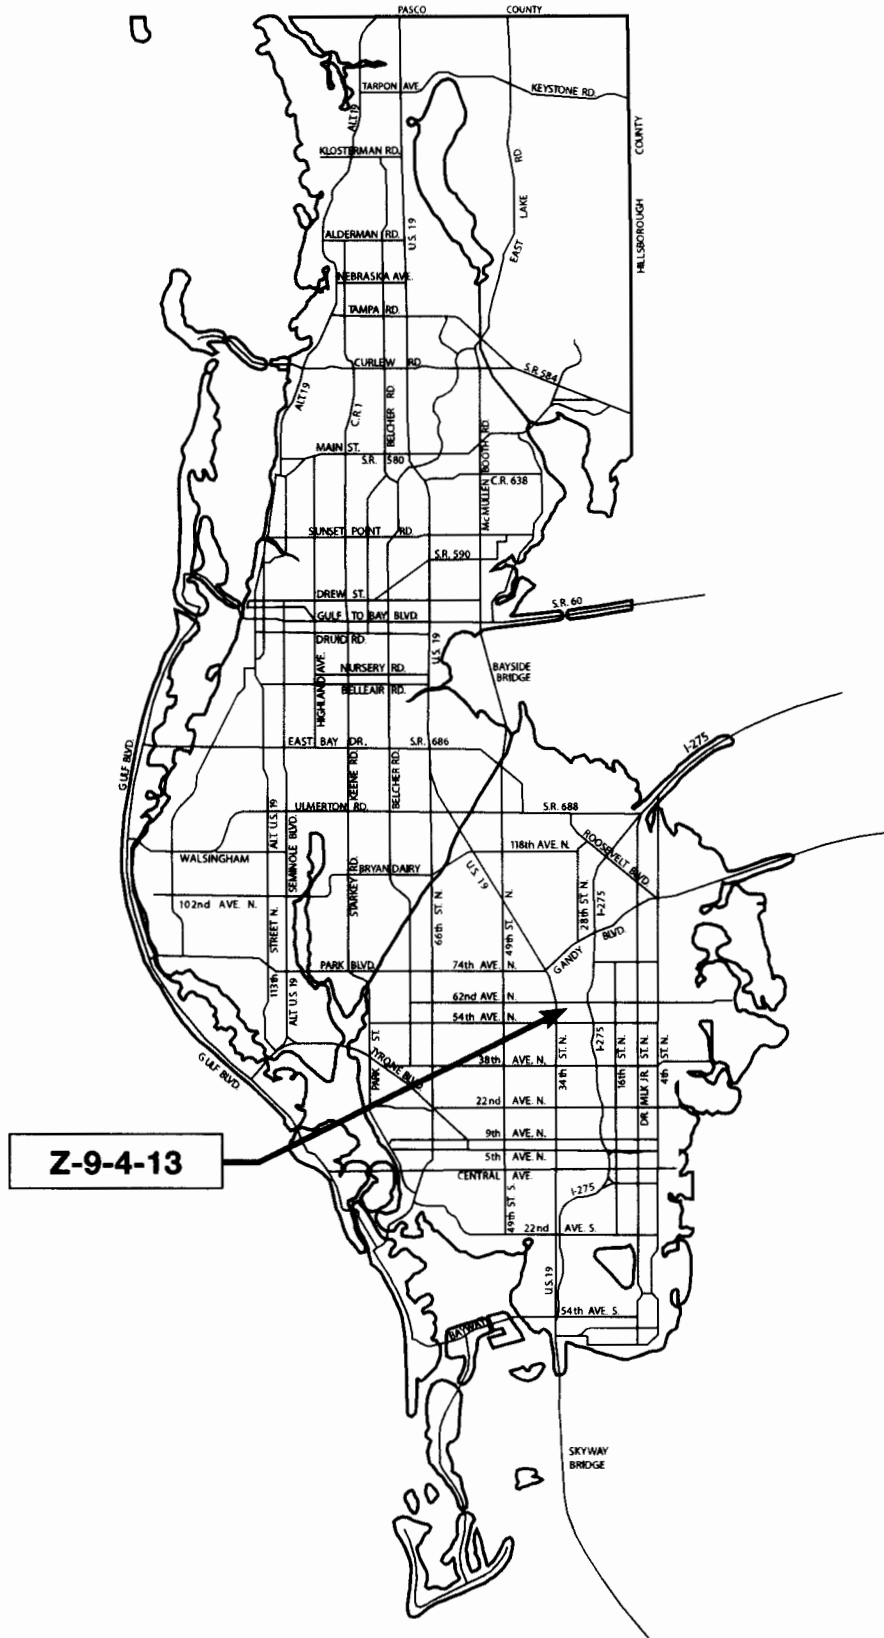 PASCO COUNTY
TARPON AVE.
KEYSTONE RD.
ALT 19
HILLSBOROUGH COUNTY
KLOSTERMAN RD.
EAST LAKE RD
U.S. 19
ALDERMAN RD.
NEBRASKA AVE.
TAMPA RD.
CURLEW RD.
S.R. 584
ALT 19
C.R. 1
BELCHER RD.
MAIN ST.
S.R. 580
McMULLEN BOOTH RD.
C.R. 638
SUNSET POINT RD.
S.R. 590
DREW ST.
S.R. 60
GULF TO BAY BLVD.
DRUID RD.
U.S. 19
HIGHLAND AVE.
NURSERY RD.
BAYSIDE
BRIDGE
BELLEAIR RD.
EAST BAY DR.
S.R. 686
I-275
GULF BLVD.
KEENE RD.
BELCHER RD.
ULMERTON RD.
S.R. 688
ALT U.S. 19
SEMINOLE BLVD.
118th AVE. N.
ROOSEVELT BLVD.
WALSINGHAM
BRYAN DAIRY
U.S. 19
STARKEY RD.
102nd AVE. N.
66th ST. N.
49th ST. N.
28th ST. N.
I-275
113th STREET N.
GANDY BLVD.
PARK BLVD.
74th AVE. N.
ALT U.S. 19
62nd AVE. N.
54th AVE. N.
PARK ST.
TYRONE BLVD.
38th AVE. N.
34th ST. N.
I-275
16th ST. N.
DR. MLK JR. ST. N.
4th ST. N.
GULF BLVD.
22nd AVE. N.
9th AVE. N.
5th AVE. N.
Z-9-4-13
CENTRAL AVE.
I-275
49th ST. S.
22nd AVE. S.
U.S. 19
54th AVE. S.
BAYWAY
SKYWAY
BRIDGE